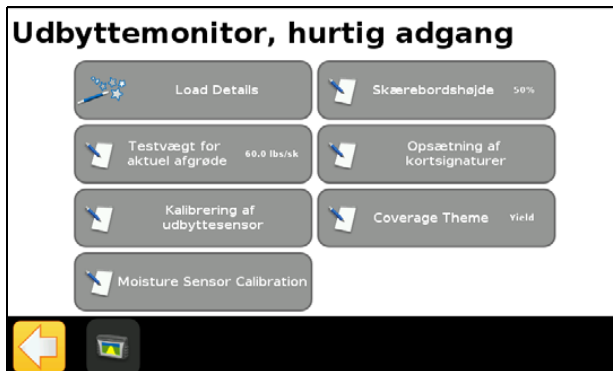 Udbyttemonitor, hurtig adgang
Load Details
Skærebordshøjde 50%
Testvægt for
aktuel afgrøde 60.0 lbs/sk
Opsætning af
kortsignaturer
Kalibrering af
udbyttesensor
Coverage Theme Yield
Moisture Sensor Calibration